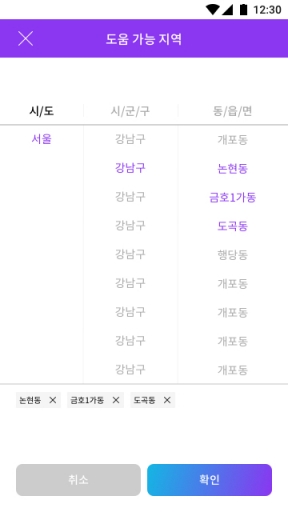 12:30
도움 가능 지역
시/도 시/군/구 동/읍/면
서울 강남구 개포동
강남구 논현동
강남구 금호1가동
강남구 도곡동
강남구 행당동
강남구 개포동
강남구 개포동
강남구 개포동
강남구 개포동
논현동 금호1가동 도곡동
취소 확인